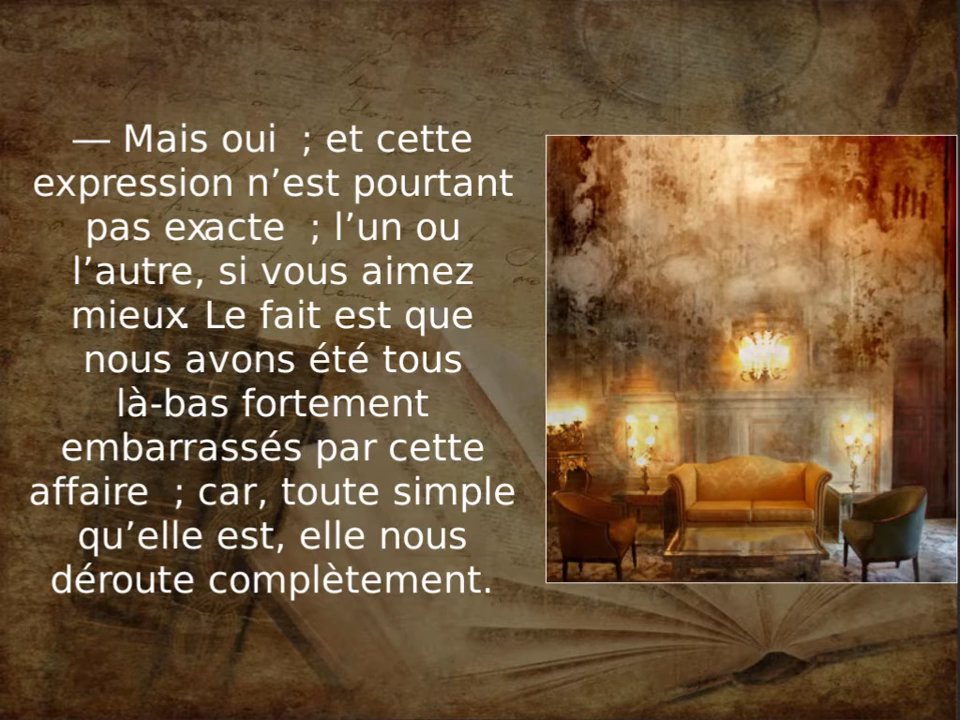 — Mais oui ; et cette
expression n’est pourtant
pas exacte ; l’un ou
l’autre, si vous aimez
mieux. Le fait est que
nous avons été tous
là-bas fortement
embarrassés par cette
affaire ; car, toute simple
qu’elle est, elle nous
déroute complètement.